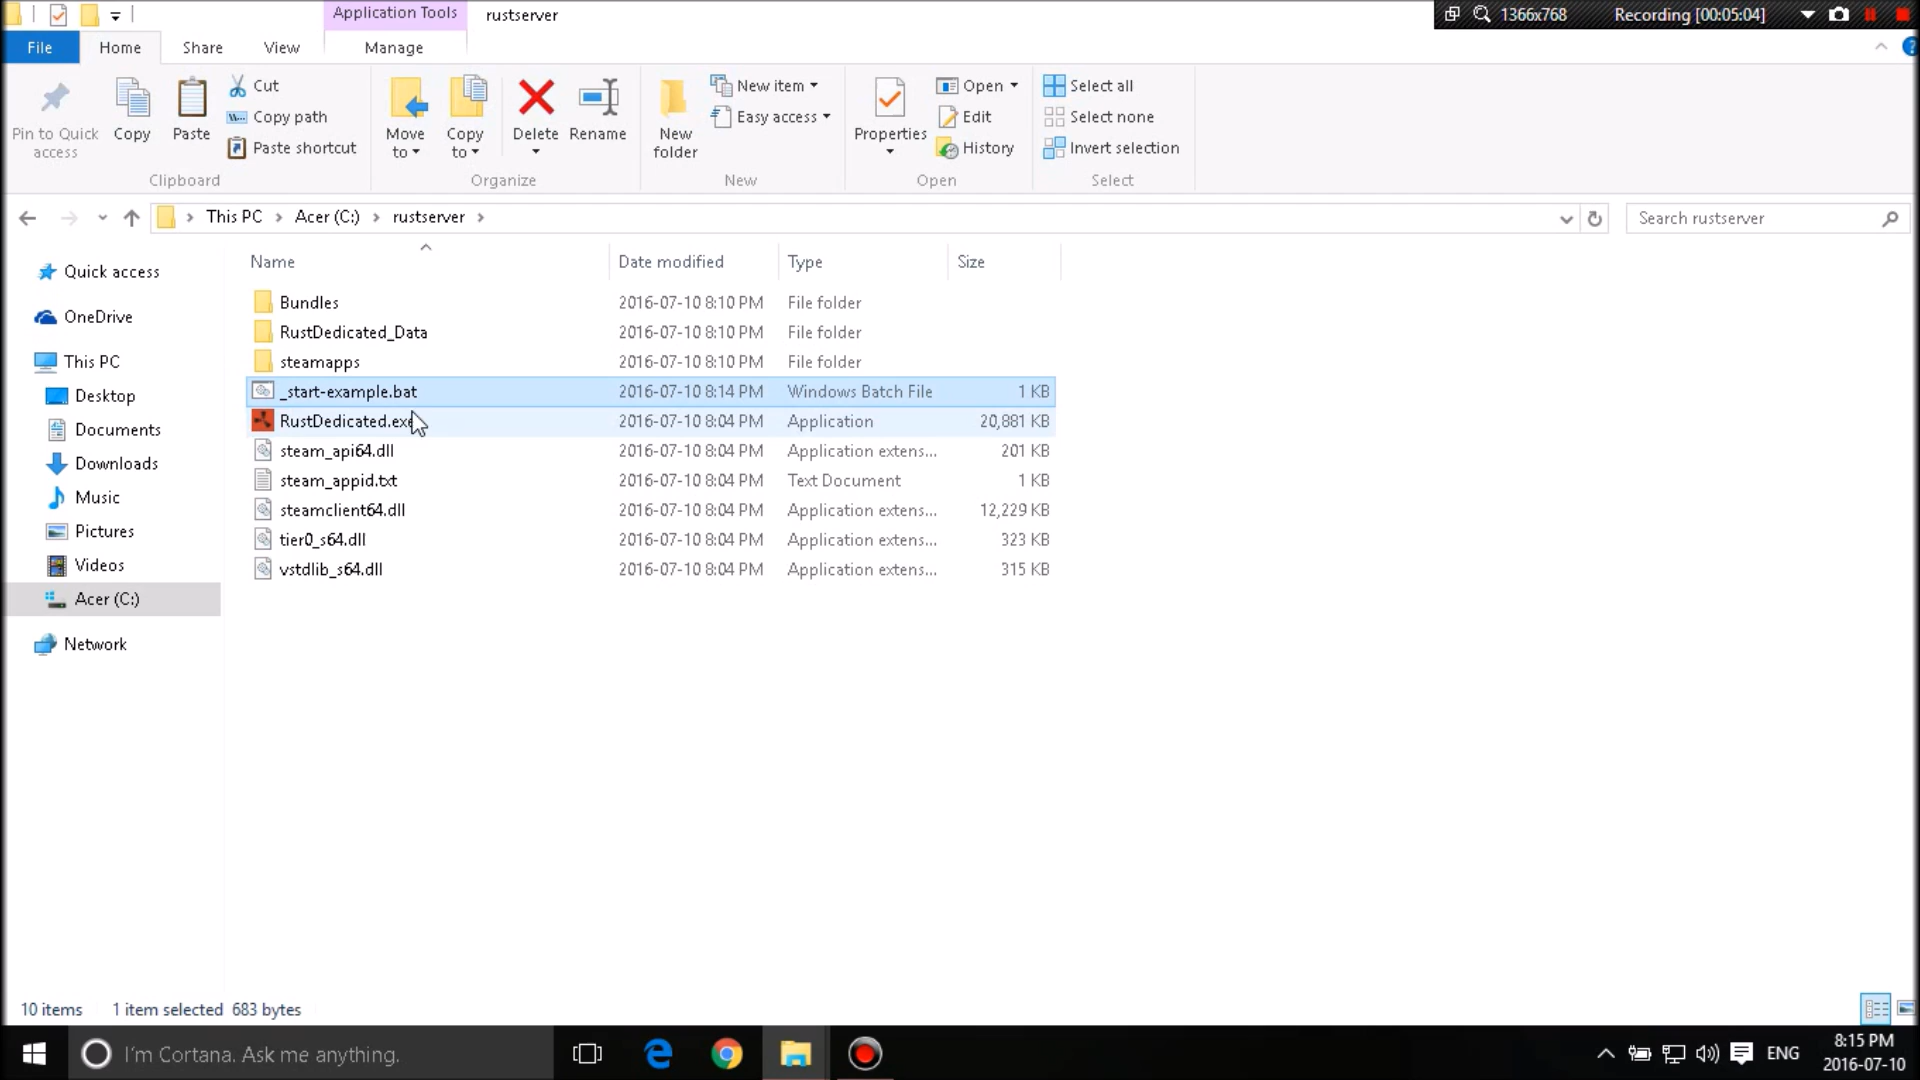 Application Tools
rustserver
1366x768
Recording [00:05:04]
File
Home
Share
View
Manage
Pin to Quick access
Copy
Paste
Cut
Copy path
Paste shortcut
Clipboard
Move to
Copy to
Delete
Rename
Organize
New folder
New item
Easy access
New
Properties
Open
Edit
History
Open
Select all
Select none
Invert selection
Select
This PC
Acer (C:)
rustserver
Search rustserver
Name Date modified Type Size
Bundles 2016-07-10 8:10 PM File folder
RustDedicated_Data 2016-07-10 8:10 PM File folder
steamapps 2016-07-10 8:10 PM File folder
_start-example.bat 2016-07-10 8:14 PM Windows Batch File 1 KB
RustDedicated.exe 2016-07-10 8:04 PM Application 20,881 KB
steam_api64.dll 2016-07-10 8:04 PM Application extens... 201 KB
steam_appid.txt 2016-07-10 8:04 PM Text Document 1 KB
steamclient64.dll 2016-07-10 8:04 PM Application extens... 12,229 KB
tier0_s64.dll 2016-07-10 8:04 PM Application extens... 323 KB
vstdlib_s64.dll 2016-07-10 8:04 PM Application extens... 315 KB
Quick access
OneDrive
This PC
Desktop
Documents
Downloads
Music
Pictures
Videos
Acer (C:)
Network
10 items 1 item selected 683 bytes
I'm Cortana. Ask me anything.
ENG
8:15 PM
2016-07-10